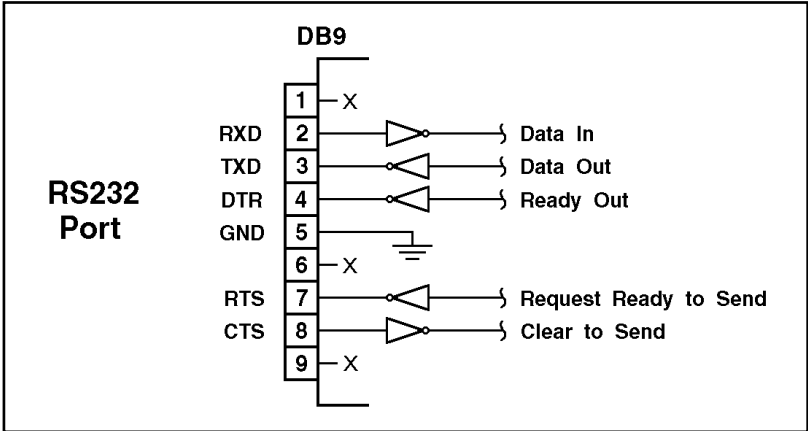 DB9
1 X
RXD 2 Data In
TXD 3 Data Out
RS232
Port
DTR 4 Ready Out
GND 5
6 X
RTS 7 Request Ready to Send
CTS 8 Clear to Send
9 X